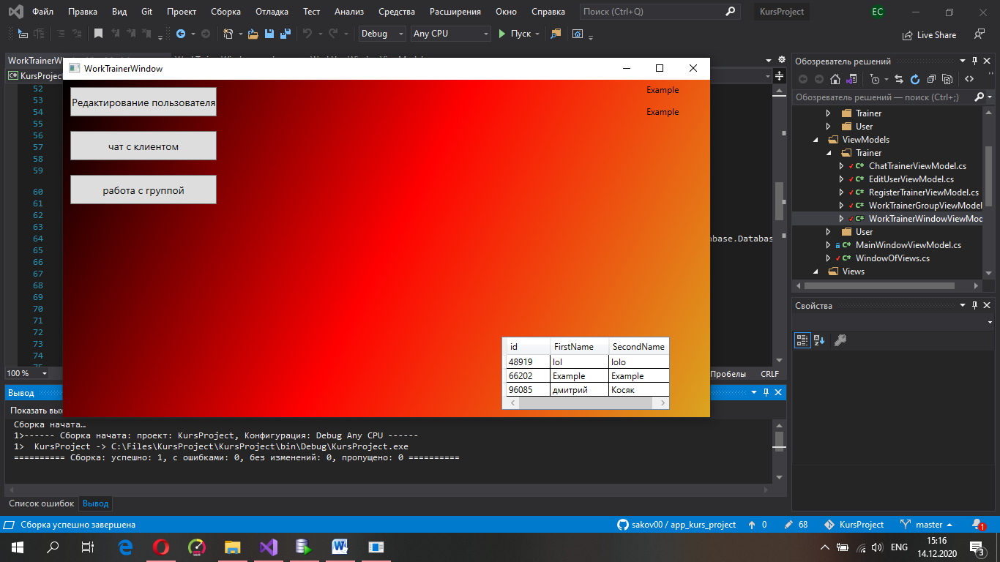 Файл Правка Вид Git Проект Сборка Отладка Тест Анализ Средства Расширения Окно Справка Поиск (Ctrl+Q) KursProject EC
Debug Any CPU Пуск Live Share
WorkTrainerW
KursProject
52
53
54
55
56
57
58
59
60
61
62
63
64
65
66
67
68
69
70
71
72
73
74
100 %
WorkTrainerWindow
Редактирование пользователя
чат с клиентом
работа с группой
Example
Example
id FirstName SecondName
48919 lol lolo
66202 Example Example
96085 дмитрий Косяк
abase.Databas
Пробелы CRLF
Обозреватель решений
Обозреватель решений — поиск (Ctrl+;)
Trainer
User
ViewModels
Trainer
ChatTrainerViewModel.cs
EditUserViewModel.cs
RegisterTrainerViewModel.cs
WorkTrainerGroupViewModel
WorkTrainerWindowViewMod
User
MainWindowViewModel.cs
WindowOfViews.cs
Views
Свойства
Вывод
Показать вых
Сборка начата…
1>------ Сборка начата: проект: KursProject, Конфигурация: Debug Any CPU ------
1> KursProject -> C:\Files\KursProject\KursProject\bin\Debug\KursProject.exe
========== Сборка: успешно: 1, с ошибками: 0, без изменений: 0, пропущено: 0 ==========
Список ошибок Вывод
Сборка успешно завершена sakov00 / app_kurs_project 0 68 KursProject master 1
ENG 15:16
14.12.2020 3